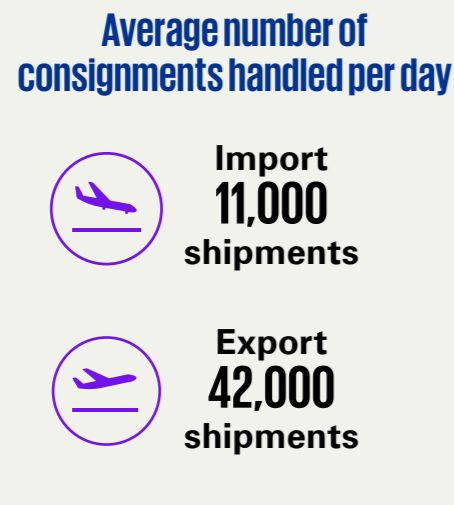 Average number of
consignments handled per day
Import
11,000
shipments
Export
42,000
shipments